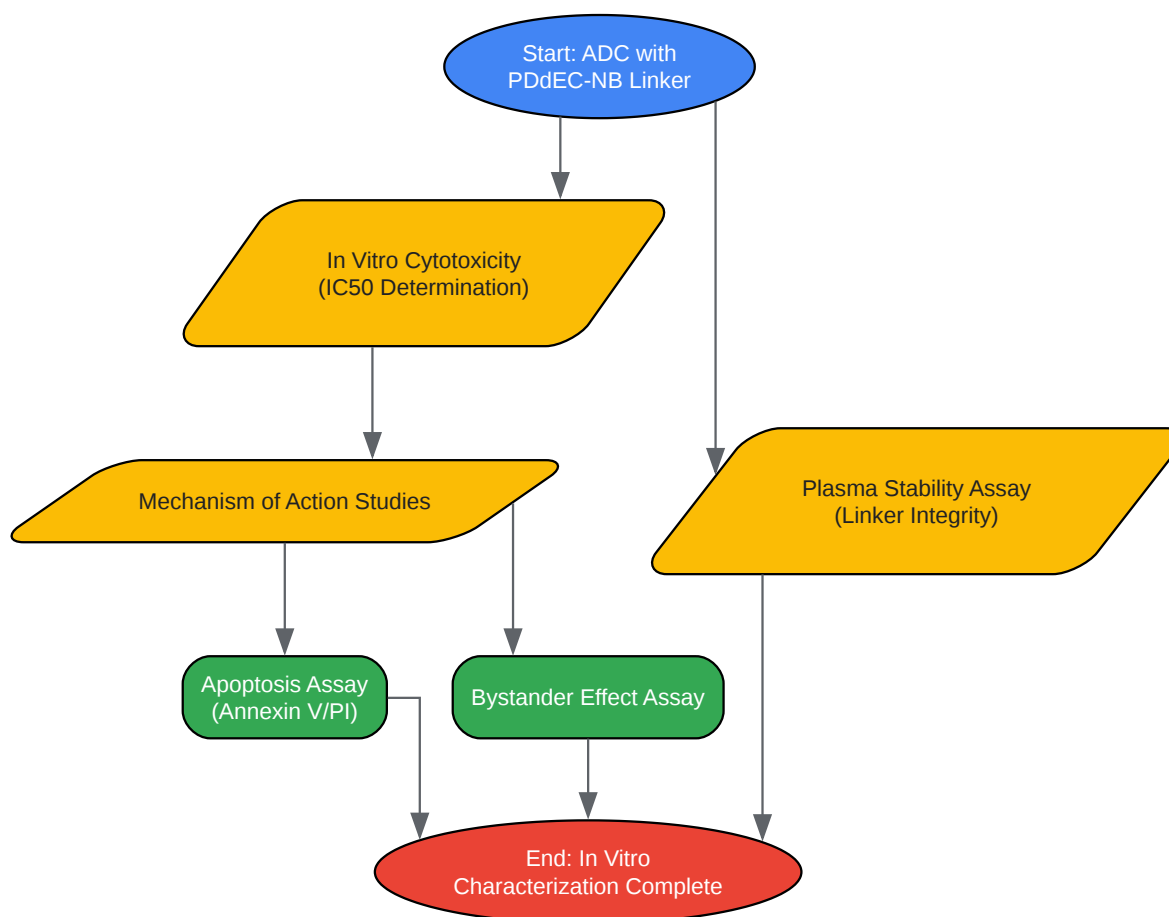 Start: ADC with
PDdEC-NB Linker
In Vitro Cytotoxicity
(IC50 Determination)
Mechanism of Action Studies
Plasma Stability Assay
(Linker Integrity)
Apoptosis Assay
(Annexin V/PI)
Bystander Effect Assay
End: In Vitro
Characterization Complete